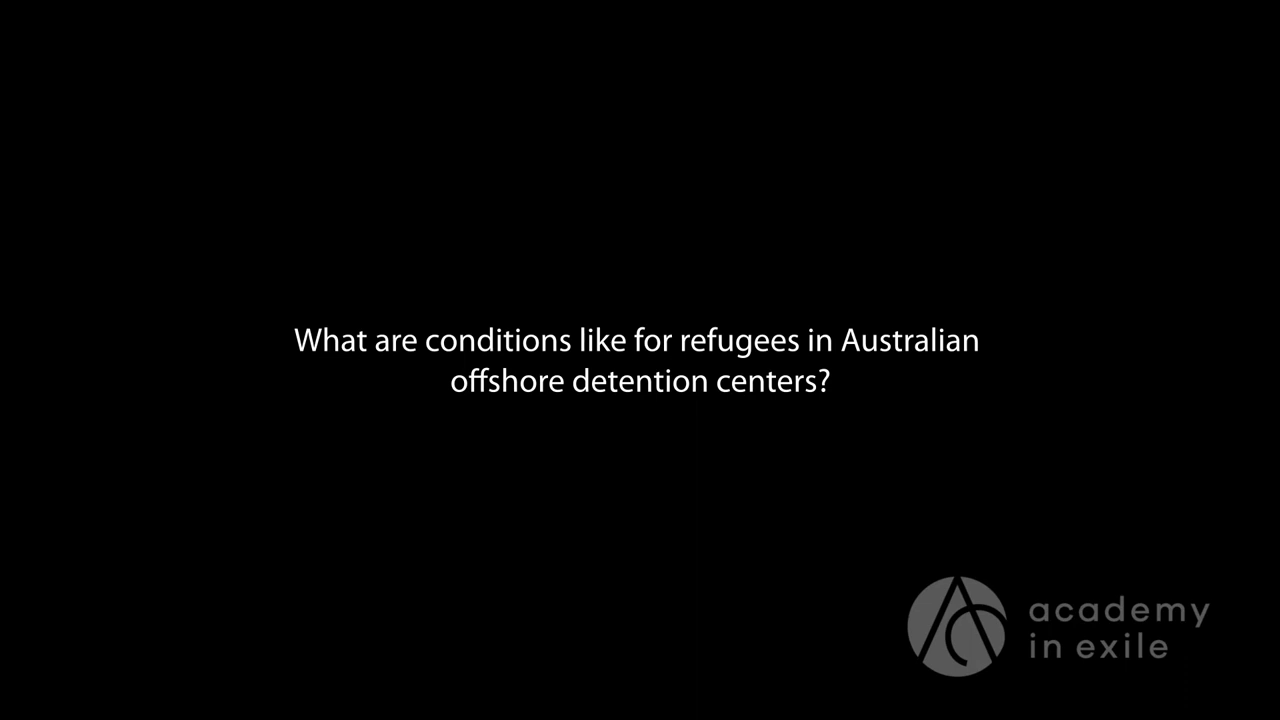 What are conditions like for refugees in Australian
offshore detention centers?
academy
in exile